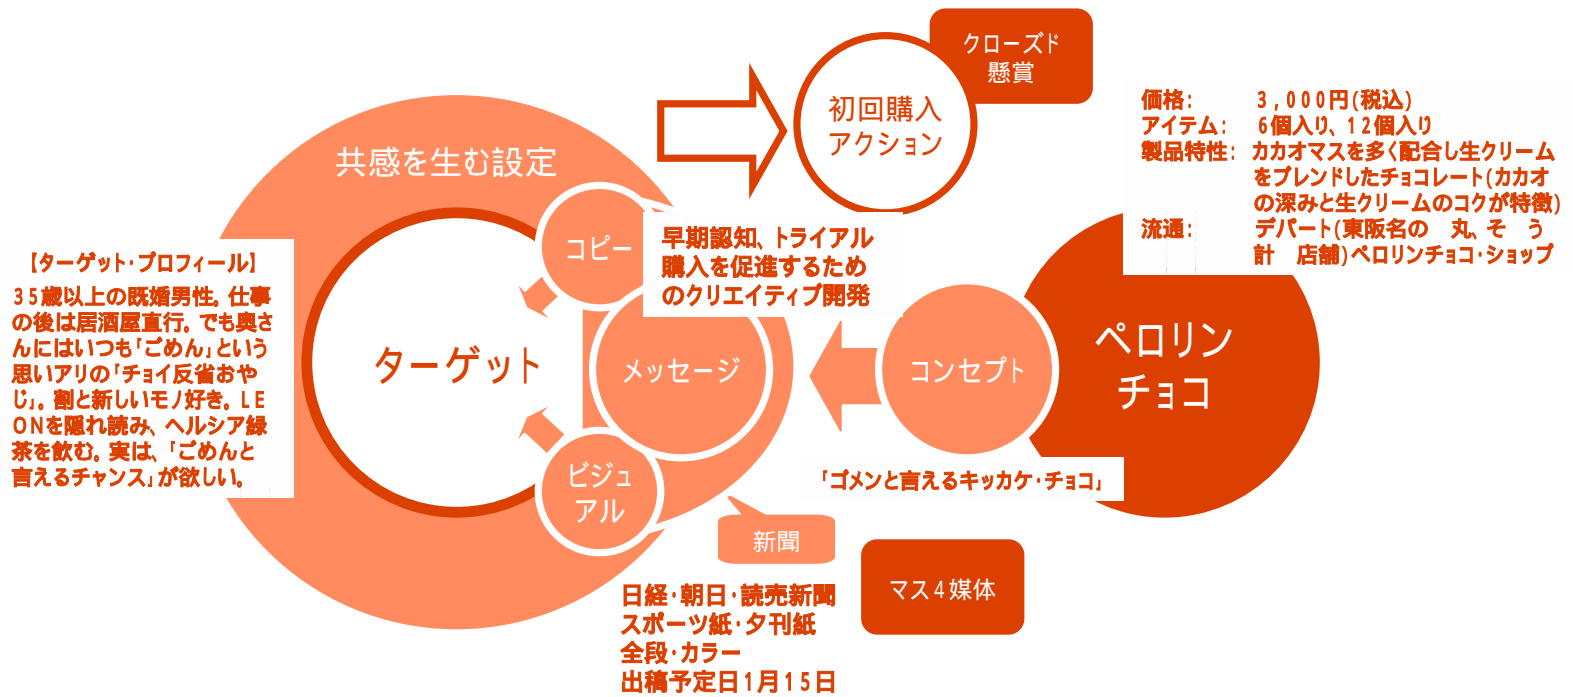 クローズド
懸賞
初回購入
アクション
価格: 3,000円(税込)
アイテム: 6個入り、12個入り
製品特性: カカオマスを多く配合し生クリーム
をブレンドしたチョコレート(カカオ
の深みと生クリームのコクが特徴)
流通: デパート(東阪名の 丸、そ う
計 店舗)ペロリンチョコ・ショップ
共感を生む設定
コピー
早期認知、トライアル
購入を促進するため
のクリエイティブ開発
【ターゲット・プロフィール】
35歳以上の既婚男性。仕事
の後は居酒屋直行。でも奥さ
んにはいつも「ごめん」という
思いアリの「チョイ反省おや
じ」。割と新しいモノ好き。LE
ONを隠れ読み、ヘルシア緑
茶を飲む。実は、「ごめんと
言えるチャンス」が欲しい。
ターゲット
メッセージ
コンセプト
ペロリン
チョコ
ビジュ
アル
「ゴメンと言えるキッカケ・チョコ」
新聞
マス4媒体
日経・朝日・読売新聞
スポーツ紙・夕刊紙
全段・カラー
出稿予定日1月15日